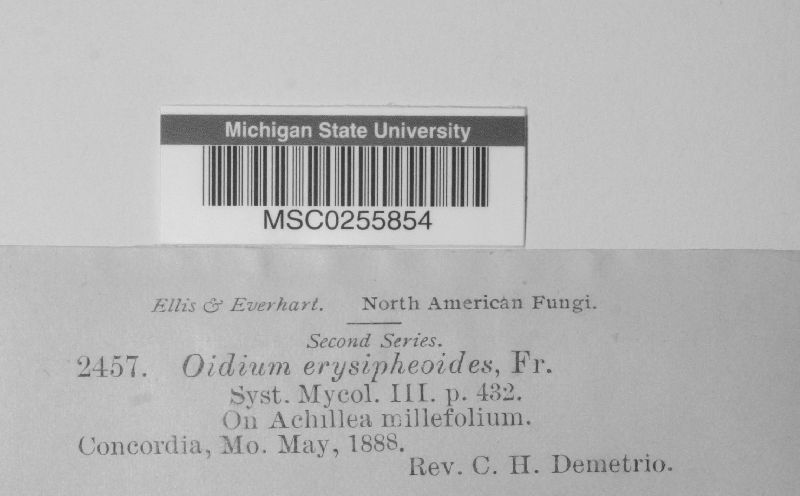 Michigan State University
MSC0255854
Ellis & Everhart. North American Fungi.
Second Series.
2457. Oidium erysipheoides, Fr.
Syst. Mycol. III. p. 432.
On Achillea millefolium.
Concordia, Mo. May, 1888.
Rev. C. H. Demetrio.